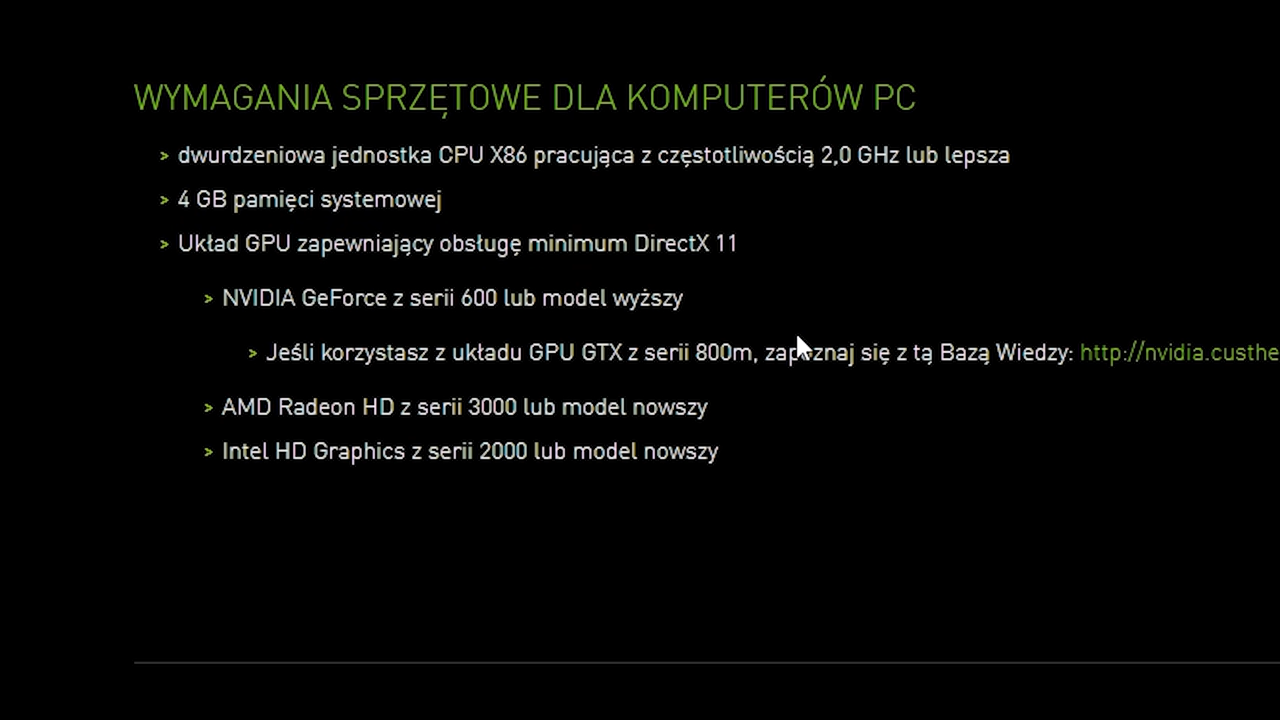 WYMAGANIA SPRZĘTOWE DLA KOMPUTERÓW PC
> dwurdzeniowa jednostka CPU X86 pracująca z częstotliwością 2,0 GHz lub lepsza
> 4 GB pamięci systemowej
> Układ GPU zapewniający obsługę minimum DirectX 11
> NVIDIA GeForce z serii 600 lub model wyższy
> Jeśli korzystasz z układu GPU GTX z serii 800m, zapoznaj się z tą Bazą Wiedzy: http://nvidia.custhe
> AMD Radeon HD z serii 3000 lub model nowszy
> Intel HD Graphics z serii 2000 lub model nowszy